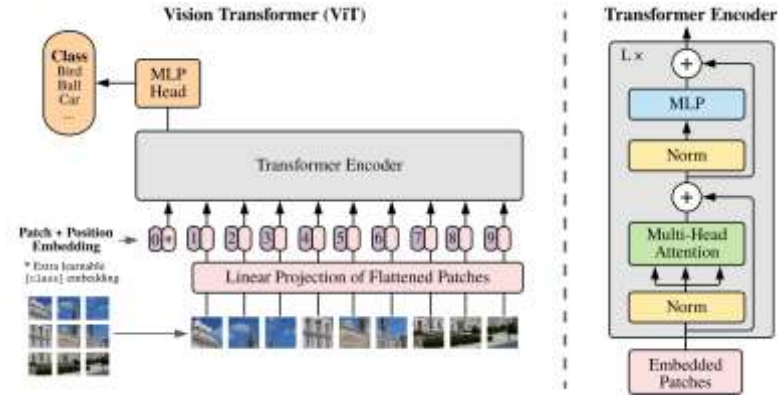 Vision Transformer (ViT)
Class
Bird
Ball
Car
...
MLP
Head
Transformer Encoder
Patch + Position
Embedding
* Extra learnable
[class] embedding
0 *
1
2
3
4
5
6
7
8
9
Linear Projection of Flattened Patches
Transformer Encoder
L ×
+
MLP
Norm
+
Multi-Head
Attention
Norm
Embedded
Patches